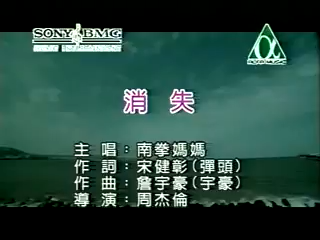 SONY BMG
α
消失
主唱：南拳媽媽
作詞：宋健彰(彈頭)
作曲：詹宇豪(宇豪)
導演：周杰倫